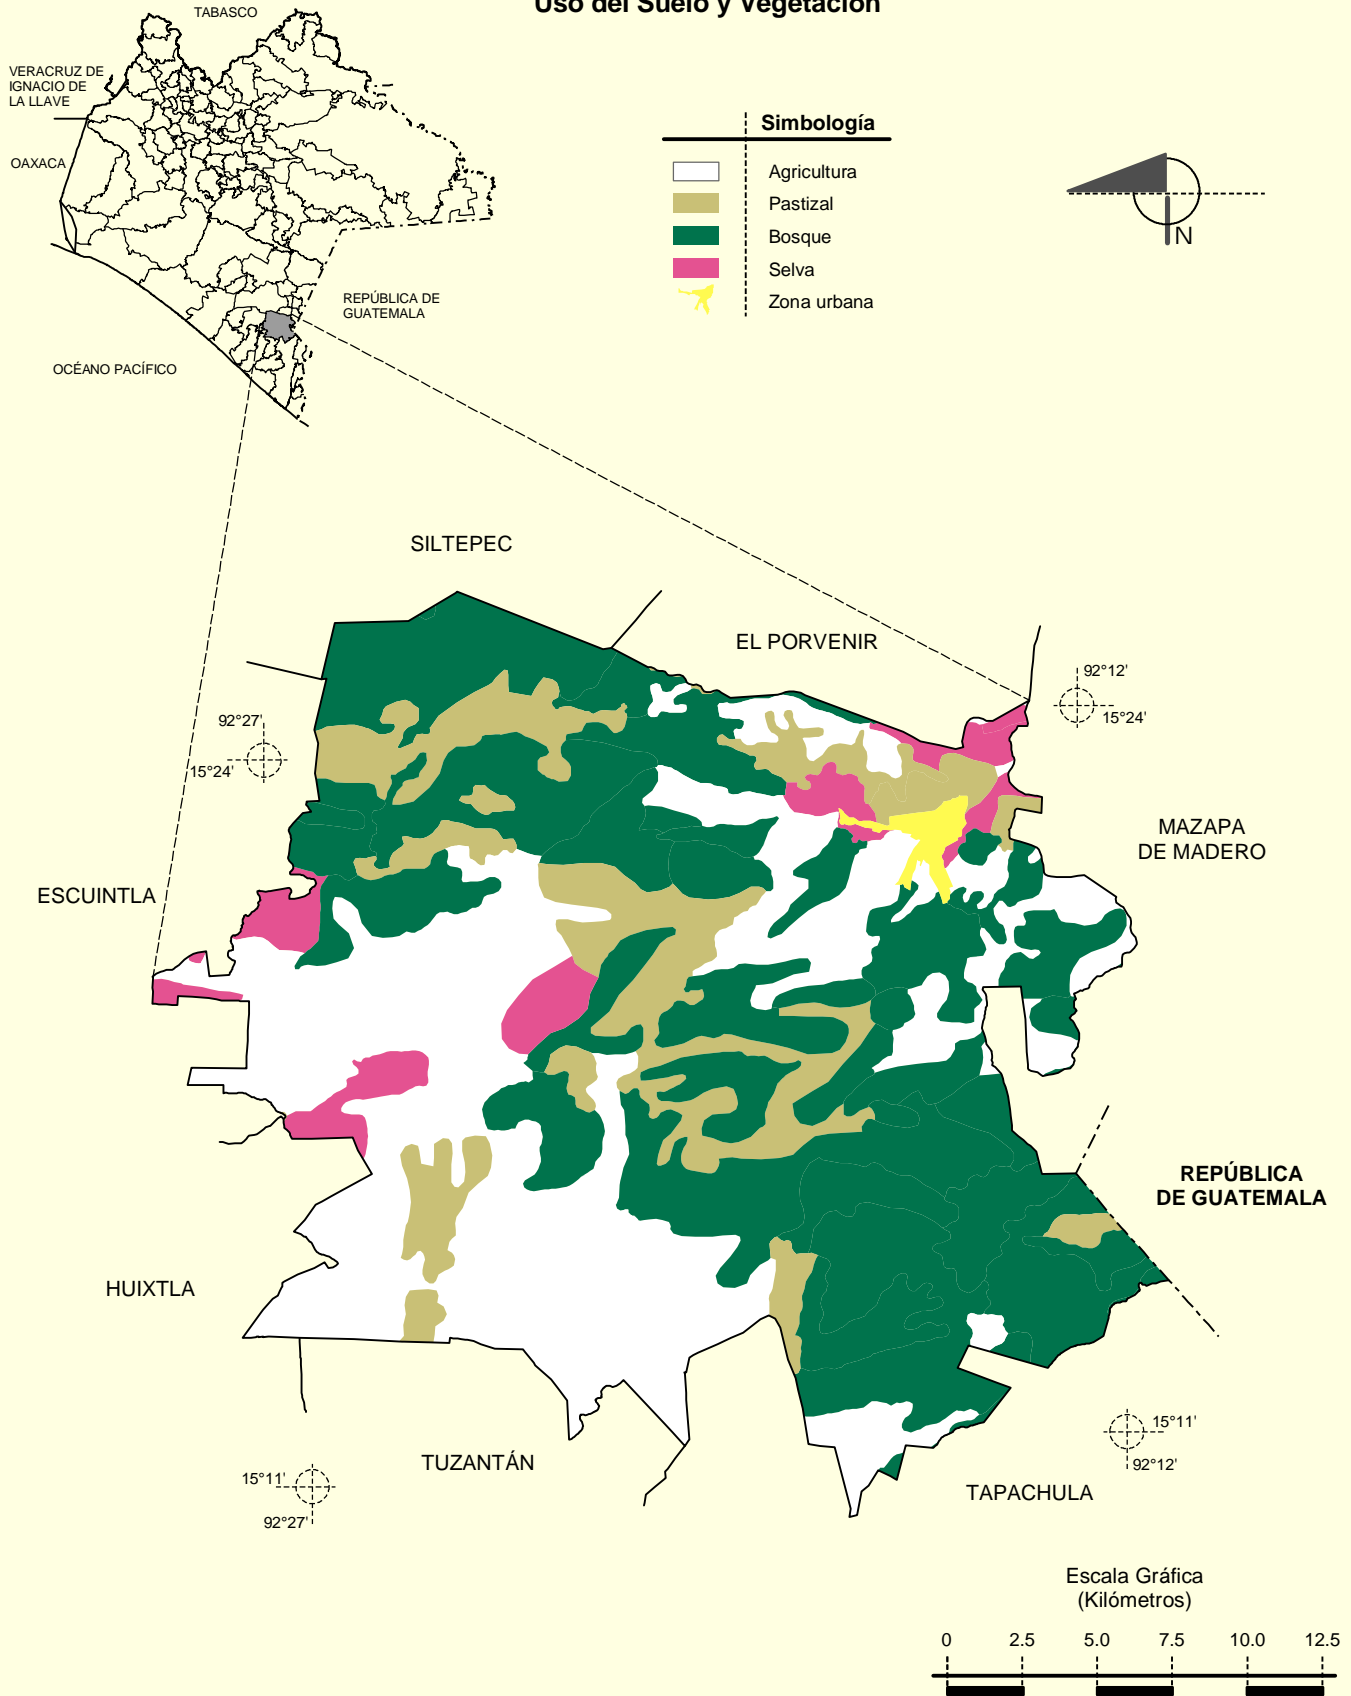 Uso del Suelo y Vegetación
TABASCO
VERACRUZ DE
IGNACIO DE
LA LLAVE
OAXACA
REPÚBLICA DE
GUATEMALA
OCÉANO PACÍFICO
Simbología
Agricultura
Pastizal
Bosque
Selva
Zona urbana
N
SILTEPEC
EL PORVENIR
92°12'
15°24'
92°27'
15°24'
MAZAPA
DE MADERO
ESCUINTLA
REPÚBLICA
DE GUATEMALA
HUIXTLA
15°11'
92°12'
TUZANTÁN
15°11'
92°27'
TAPACHULA
Escala Gráfica
(Kilómetros)
0 2.5 5.0 7.5 10.0 12.5